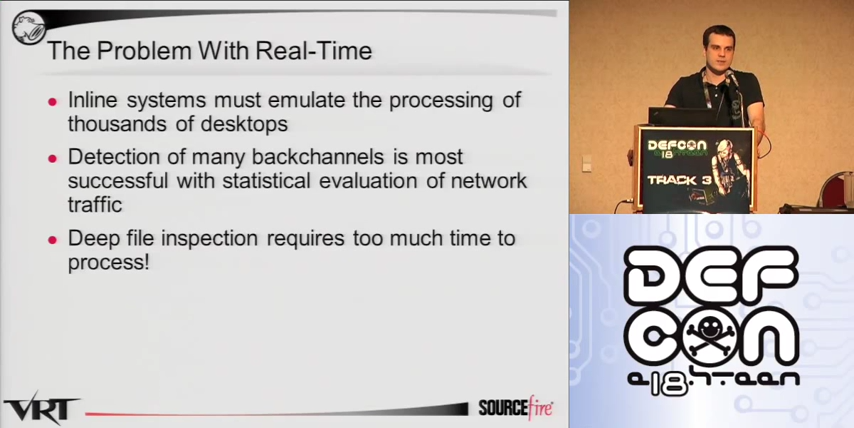 The Problem With Real-Time
Inline systems must emulate the processing of
thousands of desktops
Detection of many backchannels is most
successful with statistical evaluation of network
traffic
Deep file inspection requires too much time to
process!
VRT
SOURCEfire
DEFCON
18
TRACK 3
DEF
CON
e18hteen